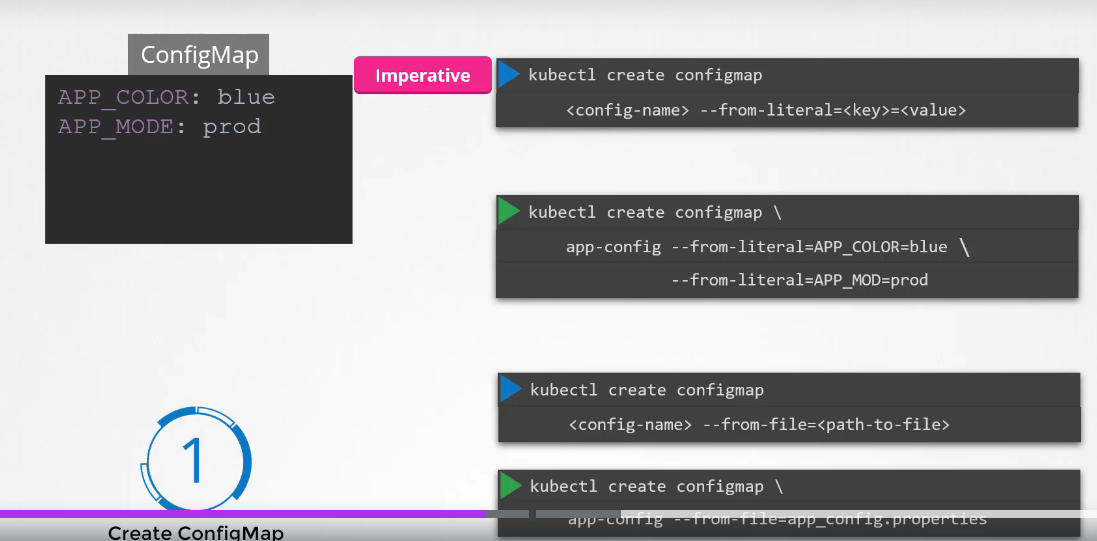 ConfigMap
APP_COLOR: blue
APP_MODE: prod
Imperative
kubectl create configmap
<config-name> --from-literal=<key>=<value>
kubectl create configmap \
app-config --from-literal=APP_COLOR=blue \
--from-literal=APP_MOD=prod
kubectl create configmap
<config-name> --from-file=<path-to-file>
kubectl create configmap \
app-config --from-file=app_config.properties
1
Create ConfigMap